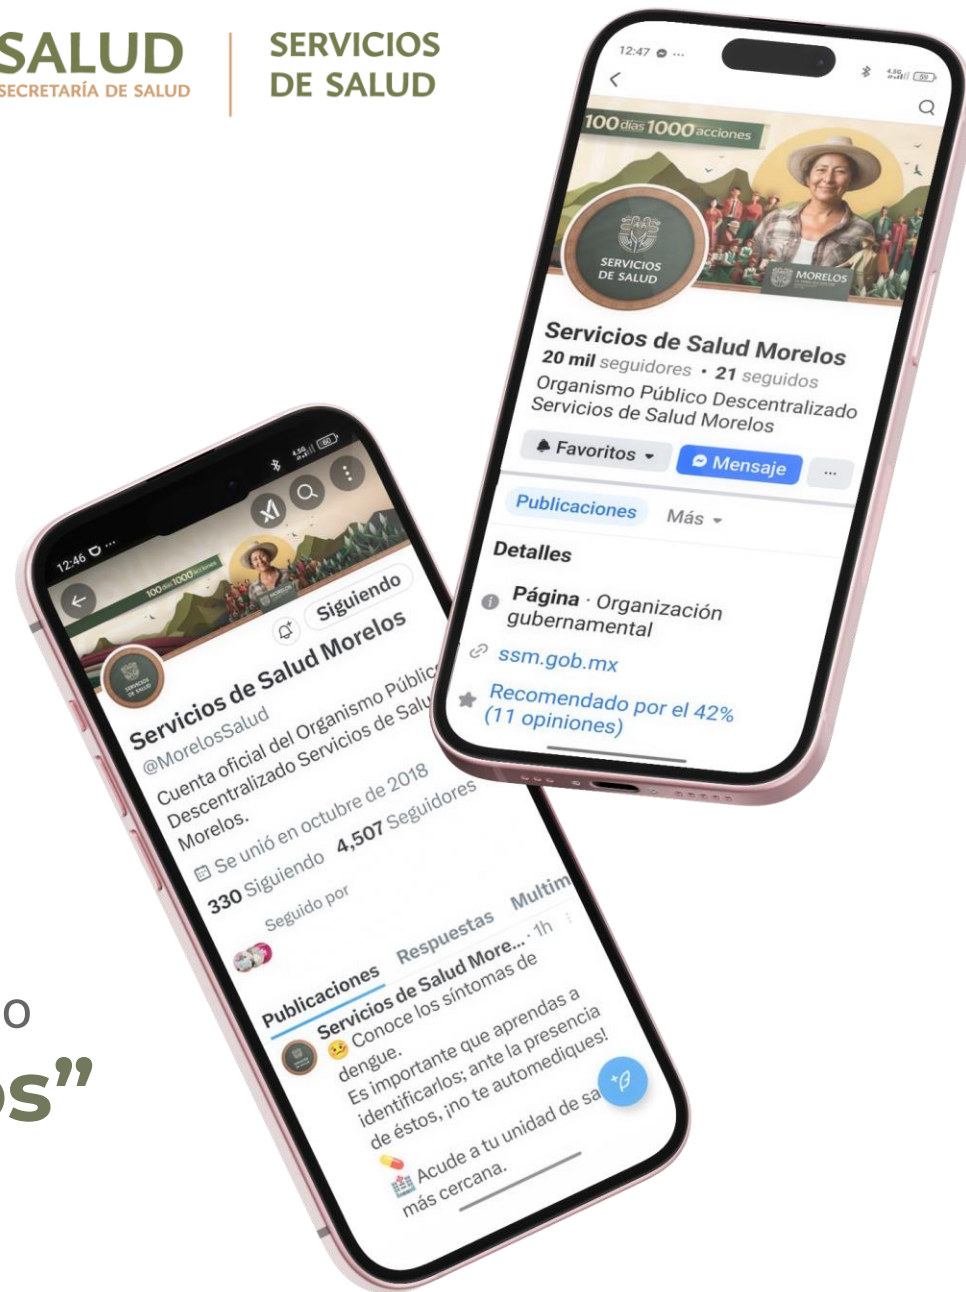 SALUD
SECRETARÍA DE SALUD
SERVICIOS
DE SALUD
12:47
100 días 1000 acciones
SERVICIOS
DE SALUD
MORELOS
Servicios de Salud Morelos
20 mil seguidores • 21 seguidos
Organismo Público Descentralizado
Servicios de Salud Morelos
Favoritos
Mensaje
Publicaciones
Más
Detalles
Página · Organización
gubernamental
ssm.gob.mx
Recomendado por el 42%
(11 opiniones)
12:46
100 días 1000 acciones
MORELOS
SERVICIOS
DE SALUD
Siguiendo
Servicios de Salud Morelos
@MorelosSalud
Cuenta oficial del Organismo Públic
Descentralizado Servicios de Salu
Morelos.
Se unió en octubre de 2018
330 Siguiendo 4,507 Seguidores
Seguido por
Publicaciones Respuestas Multim
Servicios de Salud More... · 1h
🤒 Conoce los síntomas de
dengue.
Es importante que aprendas a
identificarlos; ante la presencia
de éstos, ¡no te automediques!
💊
🏥 Acude a tu unidad de sa
más cercana.
o
os”